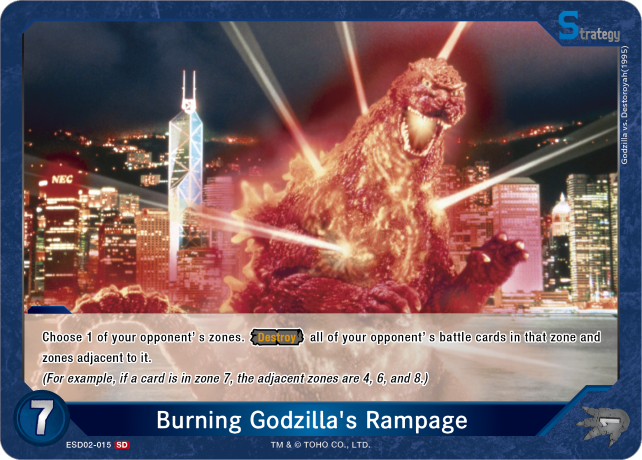 Strategy
Godzilla vs. Destoroyah(1995)
NEC
Choose 1 of your opponent's zones. Destroy all of your opponent's battle cards in that zone and
zones adjacent to it.
(For example, if a card is in zone 7, the adjacent zones are 4, 6, and 8.)
7
Burning Godzilla's Rampage
1
ESD02-015 SD
TM & © TOHO CO., LTD.